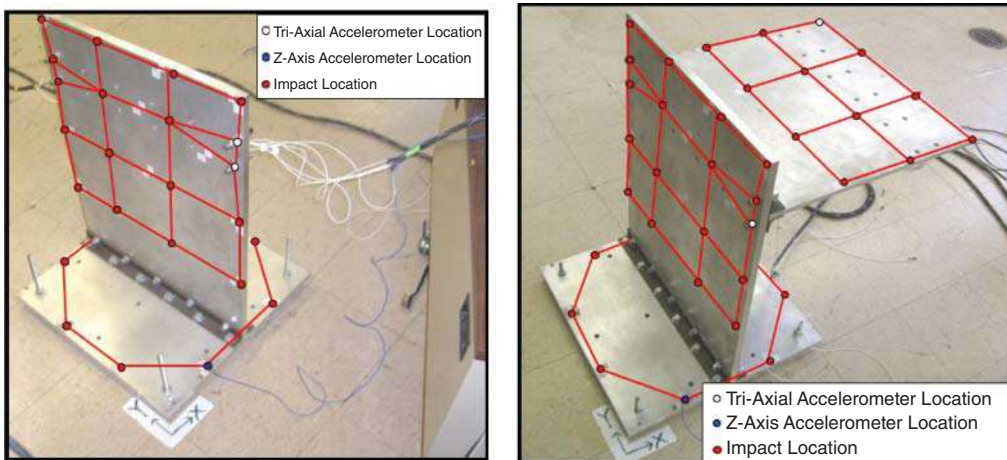 Tri-Axial Accelerometer Location
Z-Axis Accelerometer Location
Impact Location
Y X
Tri-Axial Accelerometer Location
Z-Axis Accelerometer Location
Impact Location
Y X